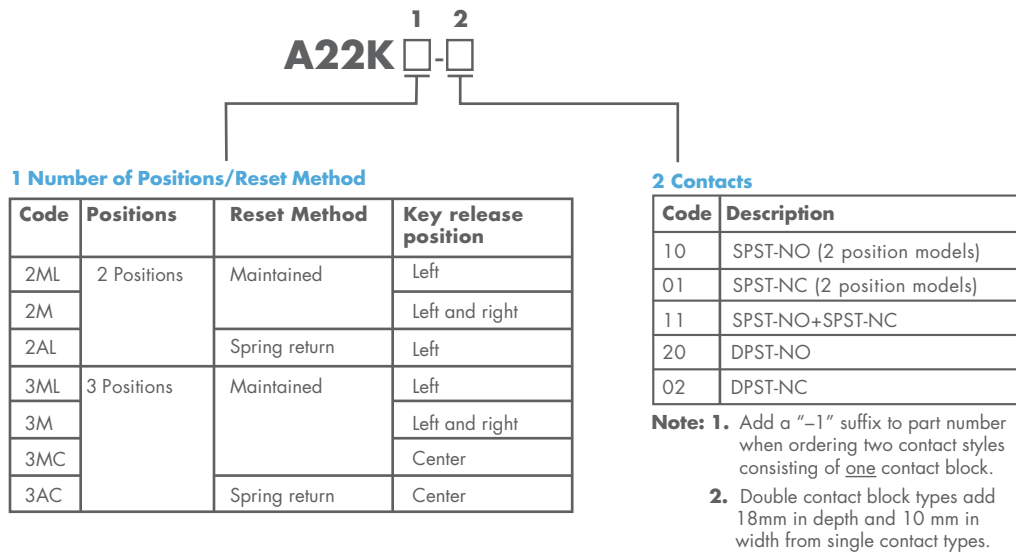 1 2
A22K □-□
1 Number of Positions/Reset Method
Code Positions Reset Method Key release
position
2ML 2 Positions Maintained Left
2M Left and right
2AL Spring return Left
3ML 3 Positions Maintained Left
3M Left and right
3MC Center
3AC Spring return Center
2 Contacts
Code Description
10 SPST-NO (2 position models)
01 SPST-NC (2 position models)
11 SPST-NO+SPST-NC
20 DPST-NO
02 DPST-NC
Note: 1. Add a “–1” suffix to part number
when ordering two contact styles
consisting of one contact block.
2. Double contact block types add
18mm in depth and 10 mm in
width from single contact types.